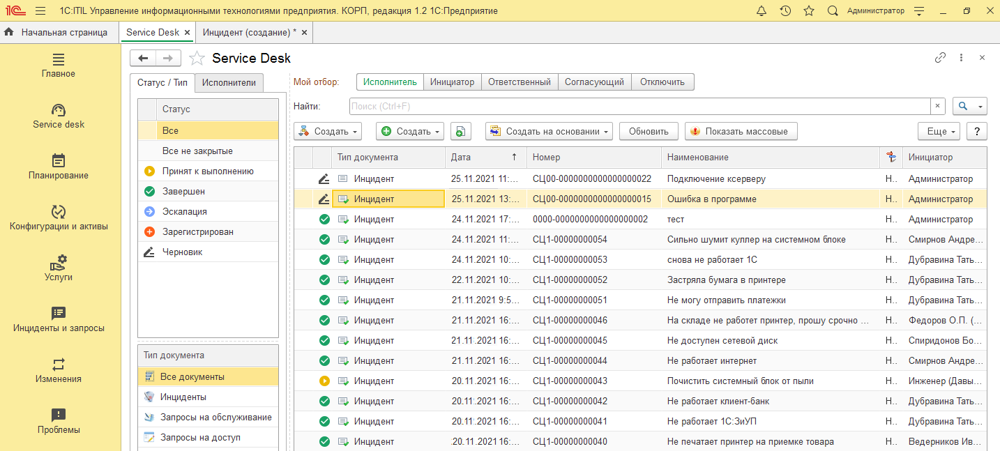 1С:ITIL Управление информационными технологиями предприятия. КОРП, редакция 1.2 1С:Предприятие
Администратор
Начальная страница
Service Desk ×
Инцидент (создание) * ×
Главное
Service desk
Планирование
Конфигурации и активы
Услуги
Инциденты и запросы
Изменения
Проблемы
Service Desk
Статус / Тип
Исполнители
Статус
Все
Все не закрытые
Принят к выполнению
Завершен
Эскалация
Зарегистрирован
Черновик
Тип документа
Все документы
Инциденты
Запросы на обслуживание
Запросы на доступ
Мой отбор: Исполнитель Инициатор Ответственный Согласующий Отключить
Найти: Поиск (Ctrl+F) ×
Создать Создать Создать на основании Обновить Показать массовые Еще ?
Тип документа Дата ↑ Номер Наименование Инициатор
Инцидент 25.11.2021 11:... СЦ00-0000000000000000022 Подключение ксерверу Н.. Администратор
Инцидент 25.11.2021 13:... СЦ00-0000000000000000015 Ошибка в программе Н.. Администратор
Инцидент 24.11.2021 17:... 0000-0000000000000000002 тест Н.. Администратор
Инцидент 24.11.2021 11:... СЦ1-00000000054 Сильно шумит куллер на системном блоке Н.. Смирнов Андре...
Инцидент 24.11.2021 10:... СЦ1-00000000053 снова не работает 1С Н.. Дубравина Тать...
Инцидент 22.11.2021 10:... СЦ1-00000000052 Застряла бумага в принтере Н.. Дубравина Тать...
Инцидент 21.11.2021 9:5... СЦ1-00000000051 Не могу отправить платежки Н.. Дубравина Тать...
Инцидент 21.11.2021 16:... СЦ1-00000000046 На складе не работет принтер, прошу срочно ... Н.. Федоров О.П. (...
Инцидент 21.11.2021 16:... СЦ1-00000000045 Не доступен сетевой диск Н.. Спиридонов Бо...
Инцидент 21.11.2021 16:... СЦ1-00000000044 Не работает интернет Н.. Смирнов Андре...
Инцидент 20.11.2021 16:... СЦ1-00000000043 Почистить системный блок от пыли Н.. Инженер (Давы...
Инцидент 20.11.2021 16:... СЦ1-00000000042 Не работает клиент-банк Н.. Дубравина Тать...
Инцидент 20.11.2021 16:... СЦ1-00000000041 Не работает 1С:ЗиУП Н.. Дубравина Тать...
Инцидент 20.11.2021 16:... СЦ1-00000000040 Не печатает принтер на приемке товара Н.. Ведерников Ив...